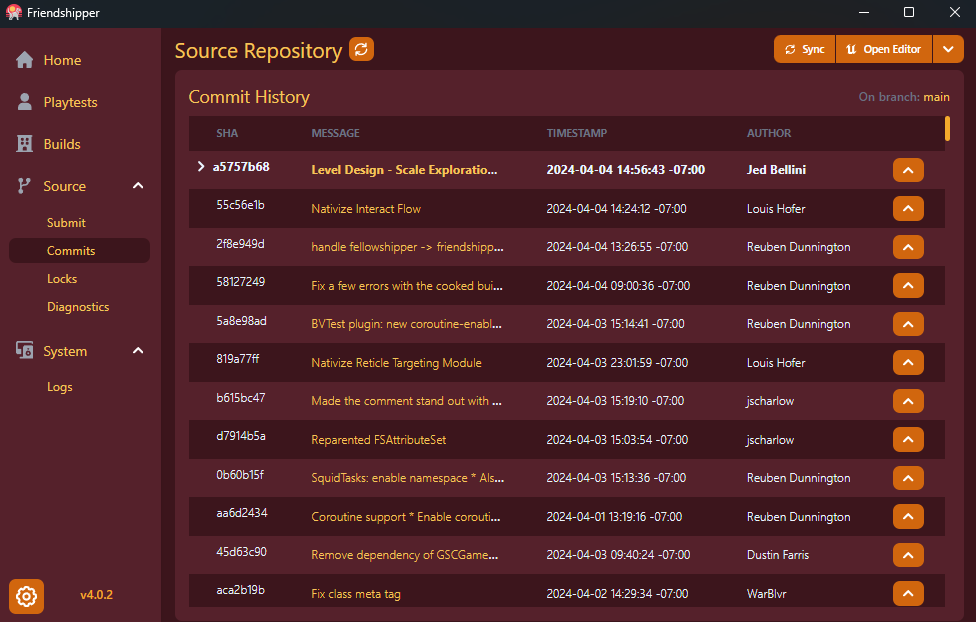 Friendshipper
Home
Playtests
Builds
Source
Submit
Commits
Locks
Diagnostics
System
Logs
v4.0.2
Source Repository
Sync
Open Editor
Commit History
On branch: main
SHA MESSAGE TIMESTAMP AUTHOR
a5757b68 Level Design - Scale Exploratio... 2024-04-04 14:56:43 -07:00 Jed Bellini
55c56e1b Nativize Interact Flow 2024-04-04 14:24:12 -07:00 Louis Hofer
2f8e949d handle fellowshipper -> friendshipp... 2024-04-04 13:26:55 -07:00 Reuben Dunnington
58127249 Fix a few errors with the cooked bui... 2024-04-04 09:00:36 -07:00 Reuben Dunnington
5a8e98ad BVTest plugin: new coroutine-enabl... 2024-04-03 15:14:41 -07:00 Reuben Dunnington
819a77ff Nativize Reticle Targeting Module 2024-04-03 23:01:59 -07:00 Louis Hofer
b615bc47 Made the comment stand out with ... 2024-04-03 15:19:10 -07:00 jscharlow
d7914b5a Reparented FSAttributeSet 2024-04-03 15:03:54 -07:00 jscharlow
0b60b15f SquidTasks: enable namespace * Als... 2024-04-03 15:13:36 -07:00 Reuben Dunnington
aa6d2434 Coroutine support * Enable corouti... 2024-04-01 13:19:16 -07:00 Reuben Dunnington
45d63c90 Remove dependency of GSCGame... 2024-04-03 09:40:24 -07:00 Dustin Farris
aca2b19b Fix class meta tag 2024-04-02 14:29:34 -07:00 WarBlvr